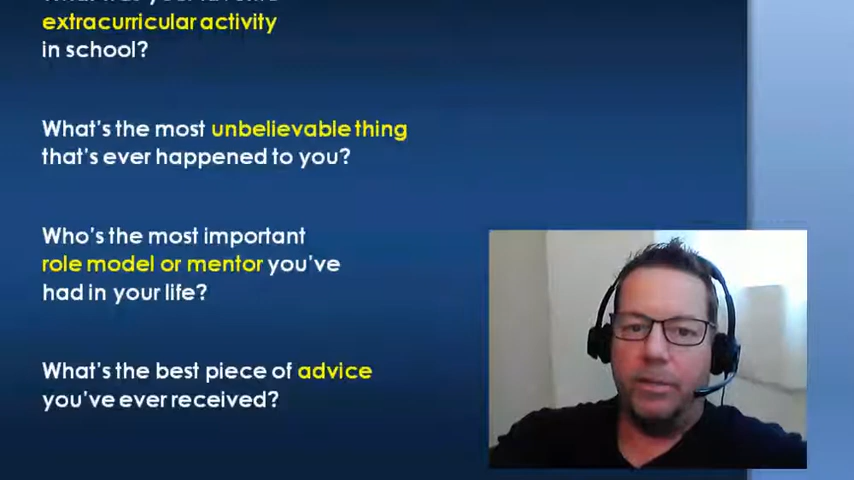 extracurricular activity
in school?
What's the most unbelievable thing
that's ever happened to you?
Who's the most important
role model or mentor you've
had in your life?
What's the best piece of advice
you've ever received?